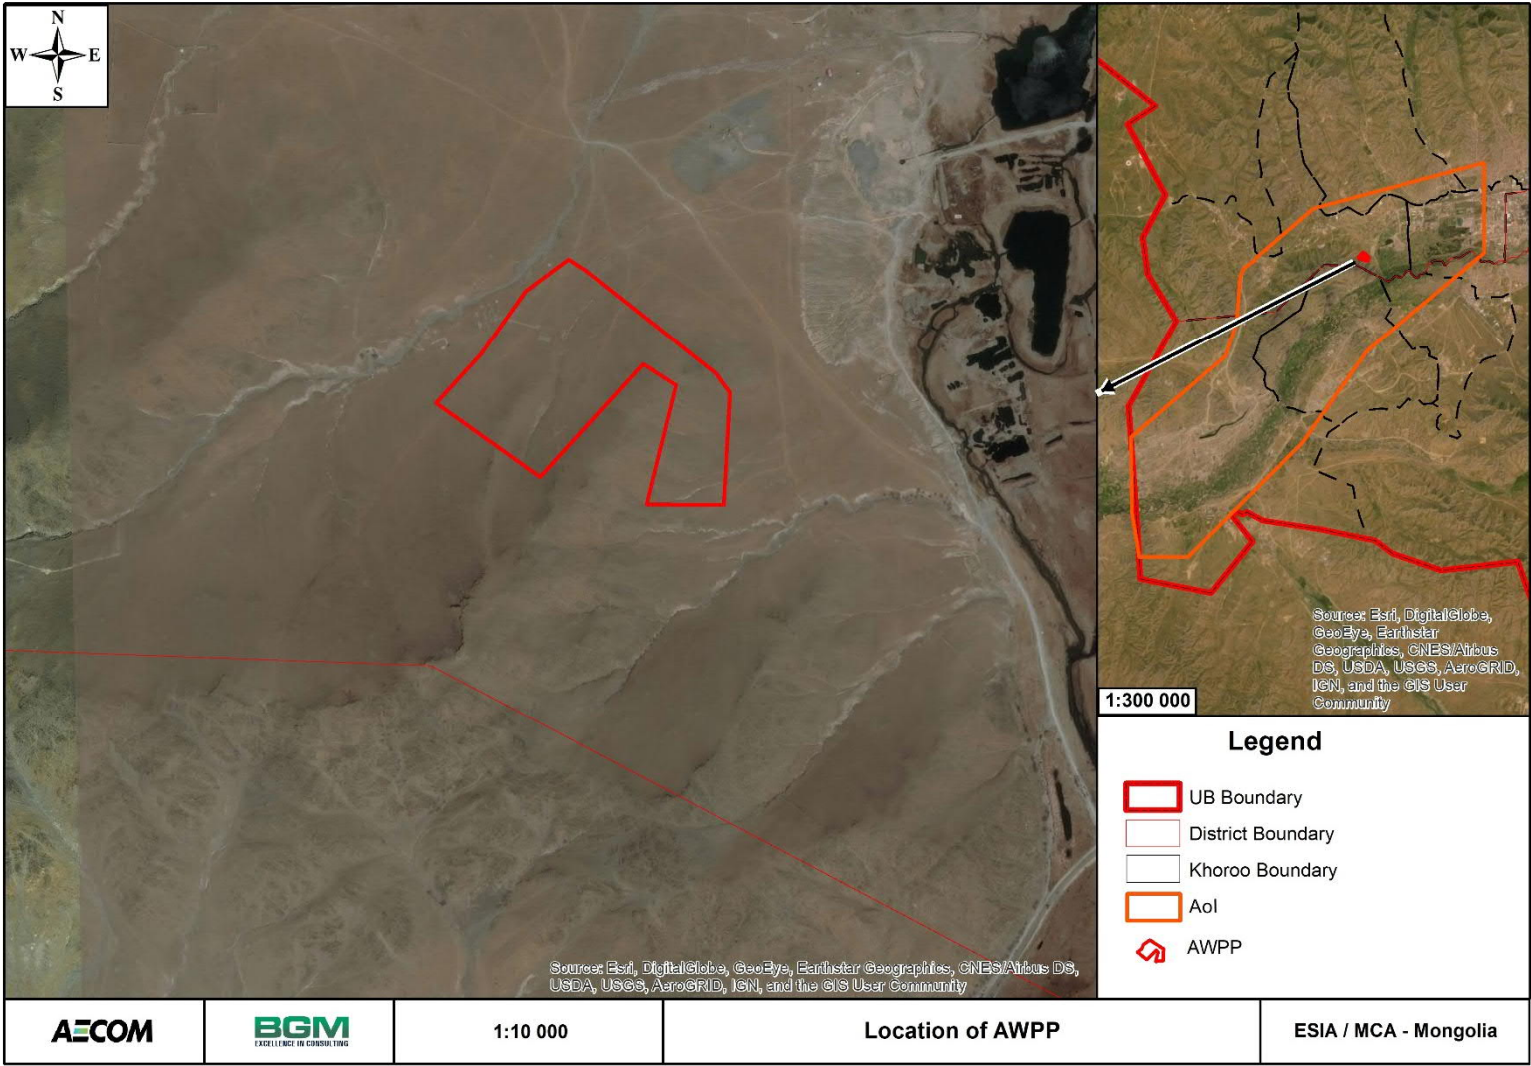 N
W E
S
Source: Esri, DigitalGlobe,
GeoEye, Earthstar
Geographics, CNES/Airbus
DS, USDA, USGS, AeroGRID,
IGN, and the GIS User
Community
1:300 000
Legend
UB Boundary
District Boundary
Khoroo Boundary
AoI
AWPP
Source: Esri, DigitalGlobe, GeoEye, Earthstar Geographics, CNES/Airbus DS,
USDA, USGS, AeroGRID, IGN, and the GIS User Community
AECOM
BGM
EXCELLENCE IN CONSULTING
1:10 000
Location of AWPP
ESIA / MCA - Mongolia